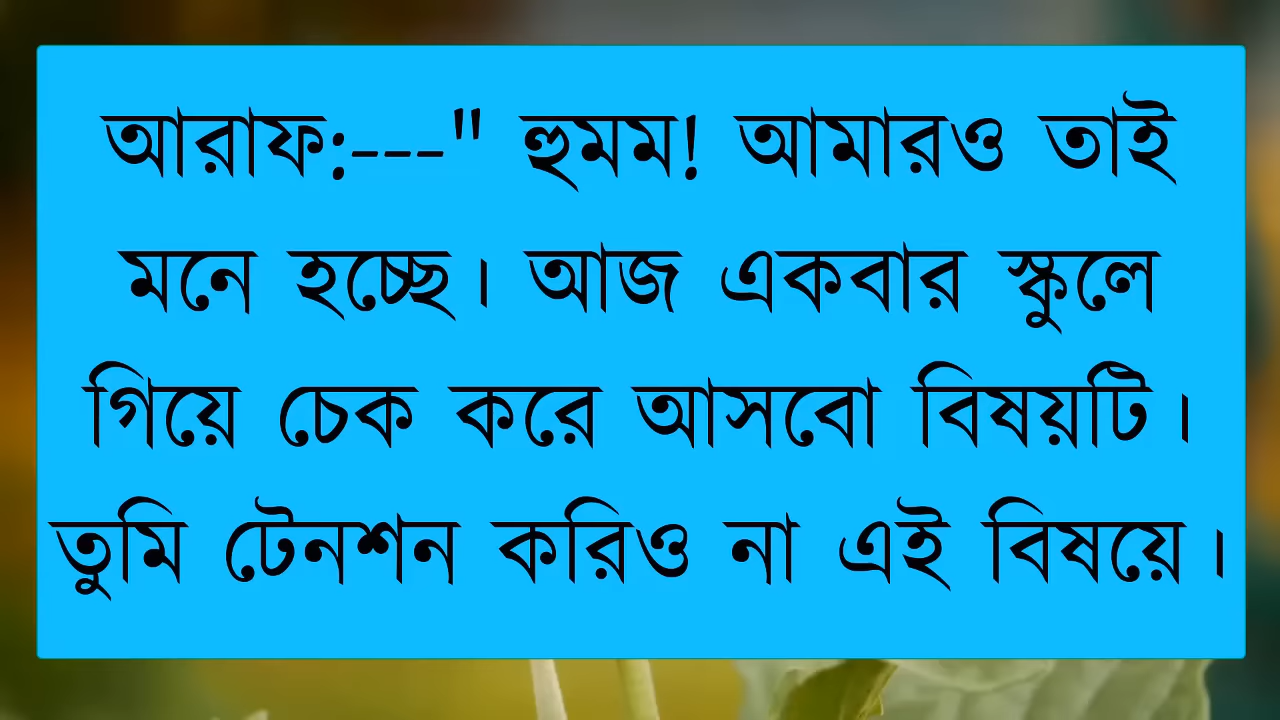 আরাফ:---" হুমম! আমারও তাই
মনে হচ্ছে। আজ একবার স্কুলে
গিয়ে চেক করে আসবো বিষয়টি।
তুমি টেনশন করিও না এই বিষয়ে।